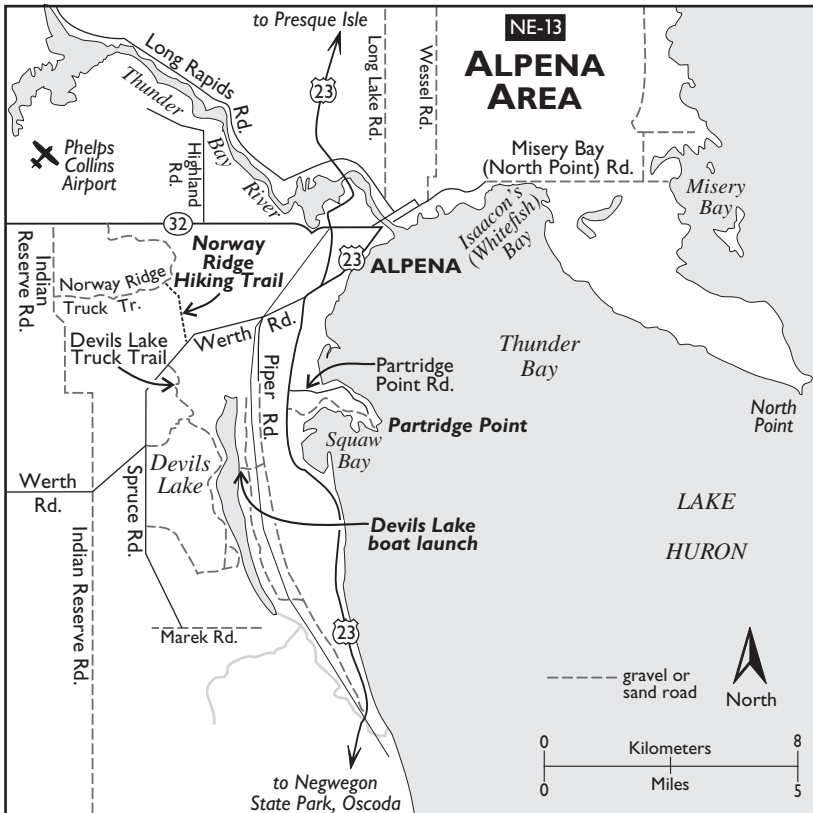 to Presque Isle
NE-13
ALPENA
AREA
Long Rapids Rd.
Thunder Bay River
23
Long Lake Rd.
Wessel Rd.
Phelps
Collins
Airport
Highland
Rd.
Misery Bay
(North Point) Rd.
Misery
Bay
Isaacon's
(Whitefish)
Bay
32
Norway
Ridge
Hiking Trail
23
ALPENA
Indian
Reserve Rd.
Norway Ridge
Truck Tr.
Devils Lake
Truck Trail
Werth Rd.
Piper Rd.
Thunder
Bay
Partridge
Point Rd.
North
Point
Partridge Point
Squaw
Bay
Devils
Lake
Werth
Rd.
Spruce Rd.
Indian Reserve Rd.
Devils Lake
boat launch
LAKE
HURON
Marek Rd.
23
gravel or
sand road
North
0 8
Kilometers
Miles
0 5
to Negwegon
State Park, Oscoda